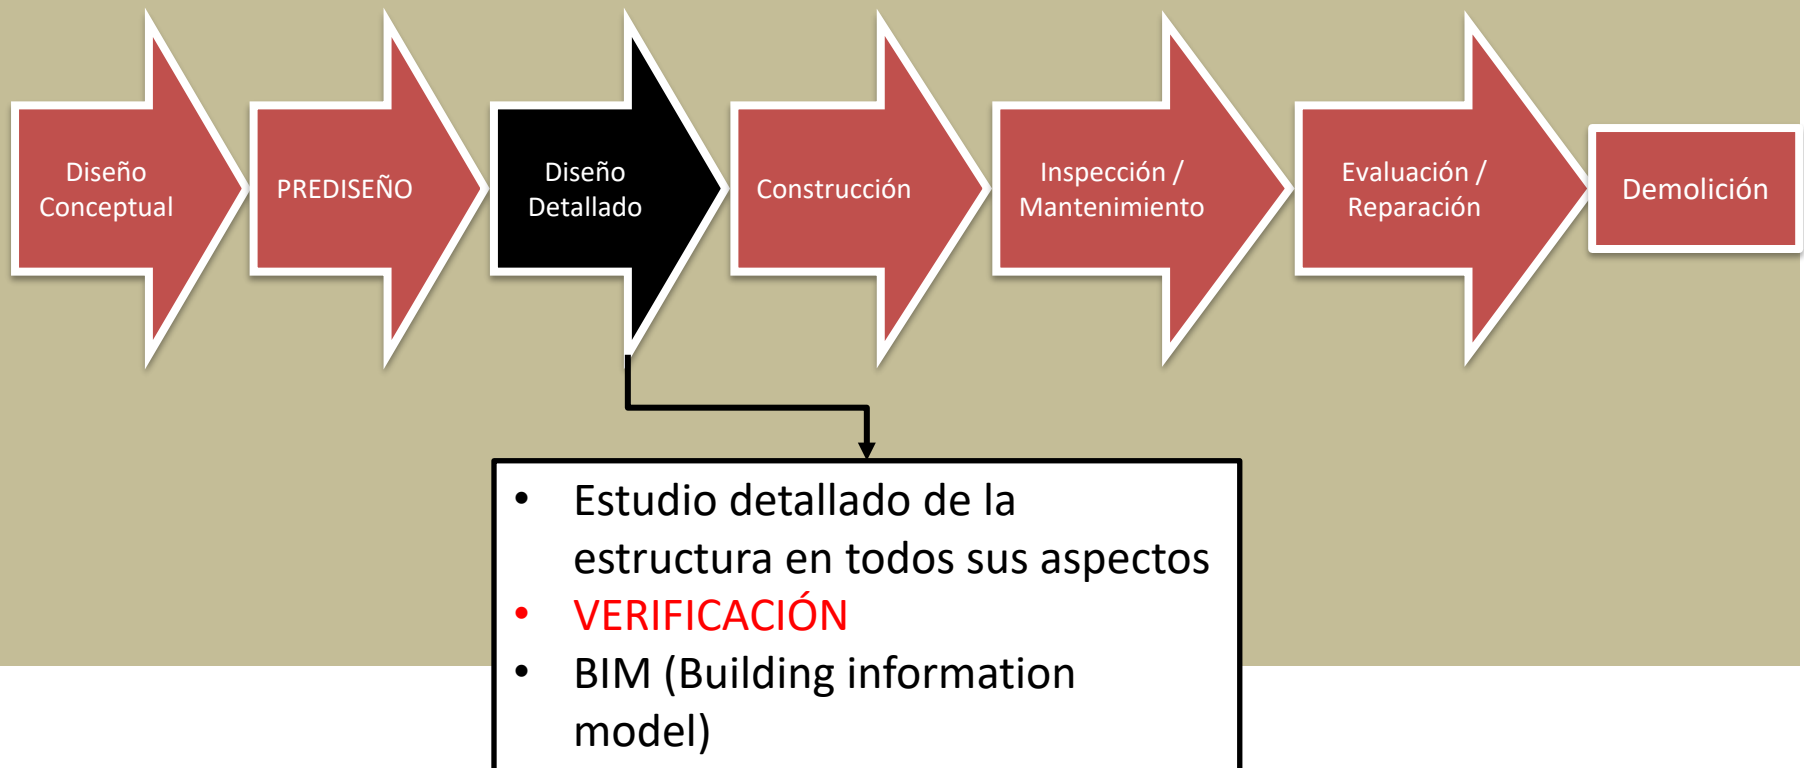 Diseño
Conceptual
PREDISEÑO
Diseño
Detallado
Construcción
Inspección /
Mantenimiento
Evaluación /
Reparación
Demolición
• Estudio detallado de la
estructura en todos sus aspectos
• VERIFICACIÓN
• BIM (Building information
model)